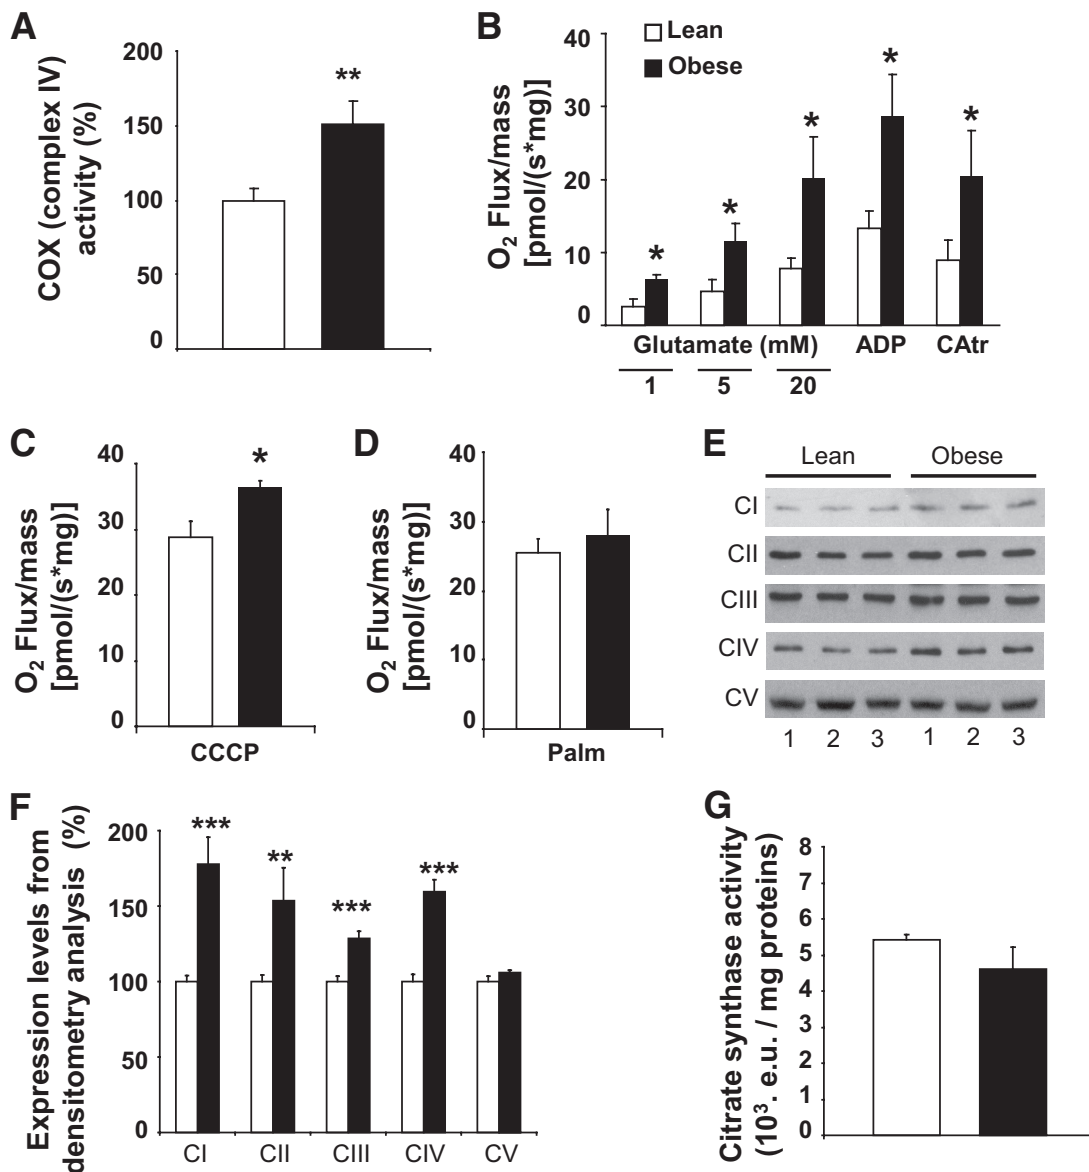 A
COX (complex IV)
activity (%)
200
150
100
50
0
**
B
O2 Flux/mass
[pmol/(s*mg)]
40
30
20
10
0
Lean
Obese
*
*
*
*
*
Glutamate (mM) ADP CAtr
1 5 20
C
O2 Flux/mass
[pmol/(s*mg)]
40
30
20
10
0
*
CCCP
D
O2 Flux/mass
[pmol/(s*mg)]
40
30
20
10
0
Palm
E
Lean Obese
CI
CII
CIII
CIV
CV
1 2 3 1 2 3
F
Expression levels from
densitometry analysis (%)
200
150
100
50
0
***
**
***
***
CI CII CIII CIV CV
G
Citrate synthase activity
(10³. e.u. / mg proteins)
8
7
6
5
4
3
2
1
0